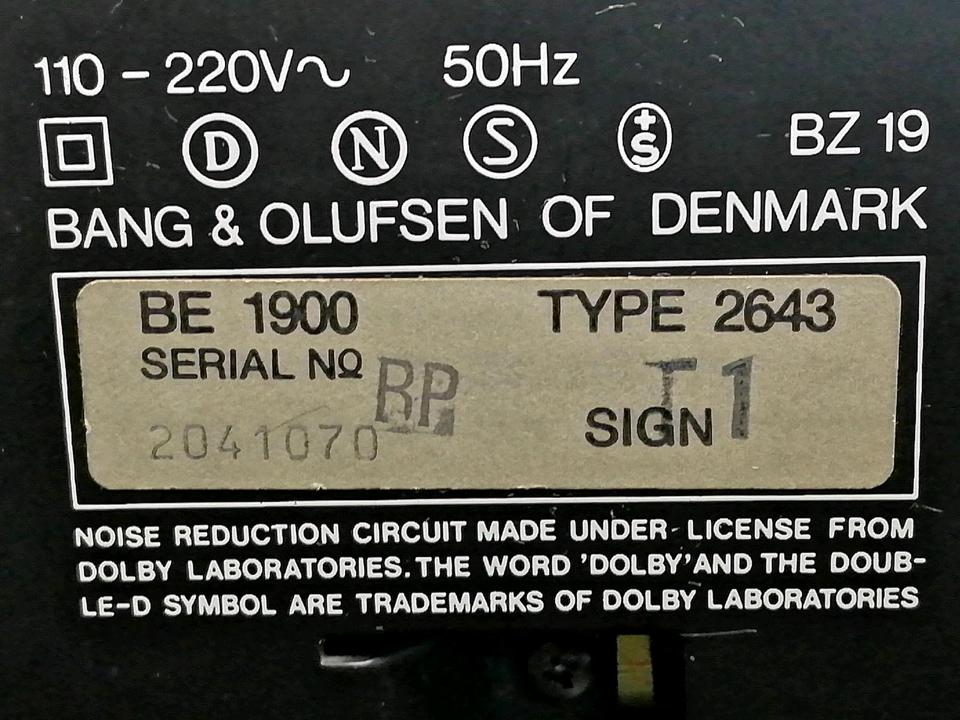 110 – 220V~ 50Hz
D N S +S BZ 19
BANG & OLUFSEN OF DENMARK
BE 1900 TYPE 2643
SERIAL Nº BP T1
2041070 SIGN
NOISE REDUCTION CIRCUIT MADE UNDER LICENSE FROM
DOLBY LABORATORIES. THE WORD 'DOLBY' AND THE DOUB-
LE-D SYMBOL ARE TRADEMARKS OF DOLBY LABORATORIES